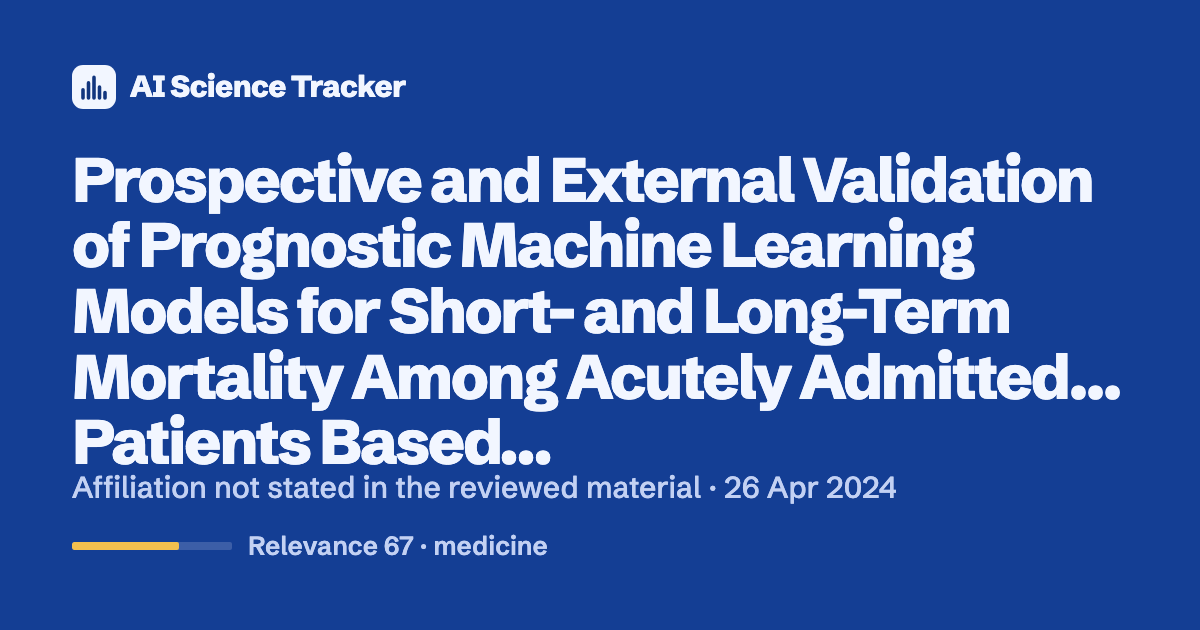 AI Science Tracker
Prospective and External Validation
of Prognostic Machine Learning
Models for Short- and Long-Term
Mortality Among Acutely Admitted...
Patients Based...
Affiliation not stated in the reviewed material · 26 Apr 2024
Relevance 67 · medicine